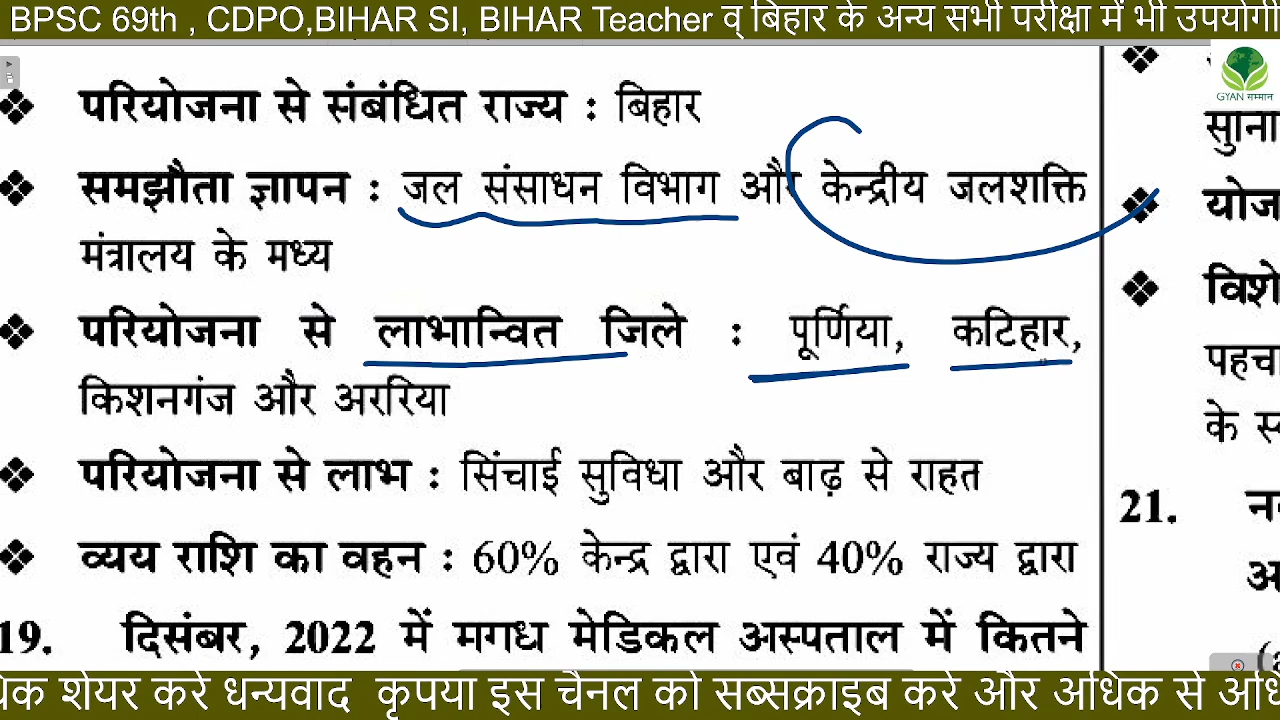 BPSC 69th , CDPO,BIHAR SI, BIHAR Teacher व् बिहार के अन्य सभी परीक्षा में भी उपयोगी
GYAN सम्मान
❖ परियोजना से संबंधित राज्य : बिहार
❖ समझौता ज्ञापन : जल संसाधन विभाग और केन्द्रीय जलशक्ति
मंत्रालय के मध्य
❖ परियोजना से लाभान्वित जिले : पूर्णिया, कटिहार,
किशनगंज और अररिया
❖ परियोजना से लाभ : सिंचाई सुविधा और बाढ़ से राहत
❖ व्यय राशि का वहन : 60% केन्द्र द्वारा एवं 40% राज्य द्वारा
19. दिसंबर, 2022 में मगध मेडिकल अस्पताल में कितने
❖
❖
❖
के
21.
शेयर करे धन्यवाद कृपया इस चैनल को सब्सक्राइब करे और अधिक से